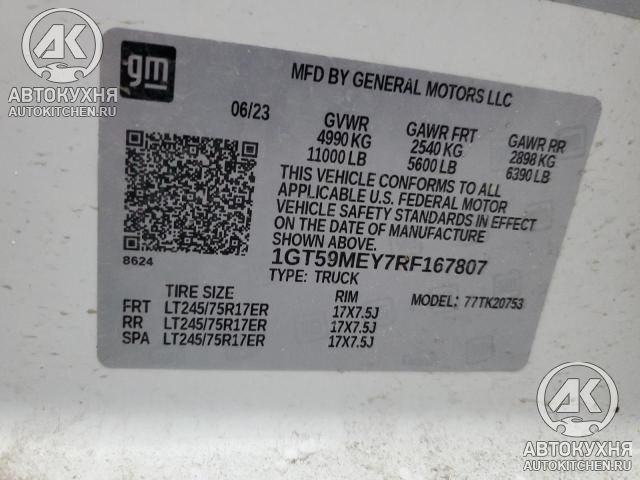 АВТОКУХНЯ
AUTOKITCHEN.RU
gm
MFD BY GENERAL MOTORS LLC
06/23
GVWR GAWR FRT GAWR RR
4990 KG 2540 KG 2898 KG
11000 LB 5600 LB 6390 LB
THIS VEHICLE CONFORMS TO ALL
APPLICABLE U.S. FEDERAL MOTOR
VEHICLE SAFETY STANDARDS IN EFFECT
ON THE DATE OF MANUFACTURE
SHOWN ABOVE.
8624
1GT59MEY7RF167807
TYPE: TRUCK
TIRE SIZE RIM MODEL: 77TK20753
FRT LT245/75R17ER 17X7.5J
RR LT245/75R17ER 17X7.5J
SPA LT245/75R17ER 17X7.5J
АК
АВТОКУХНЯ
AUTOKITCHEN.RU